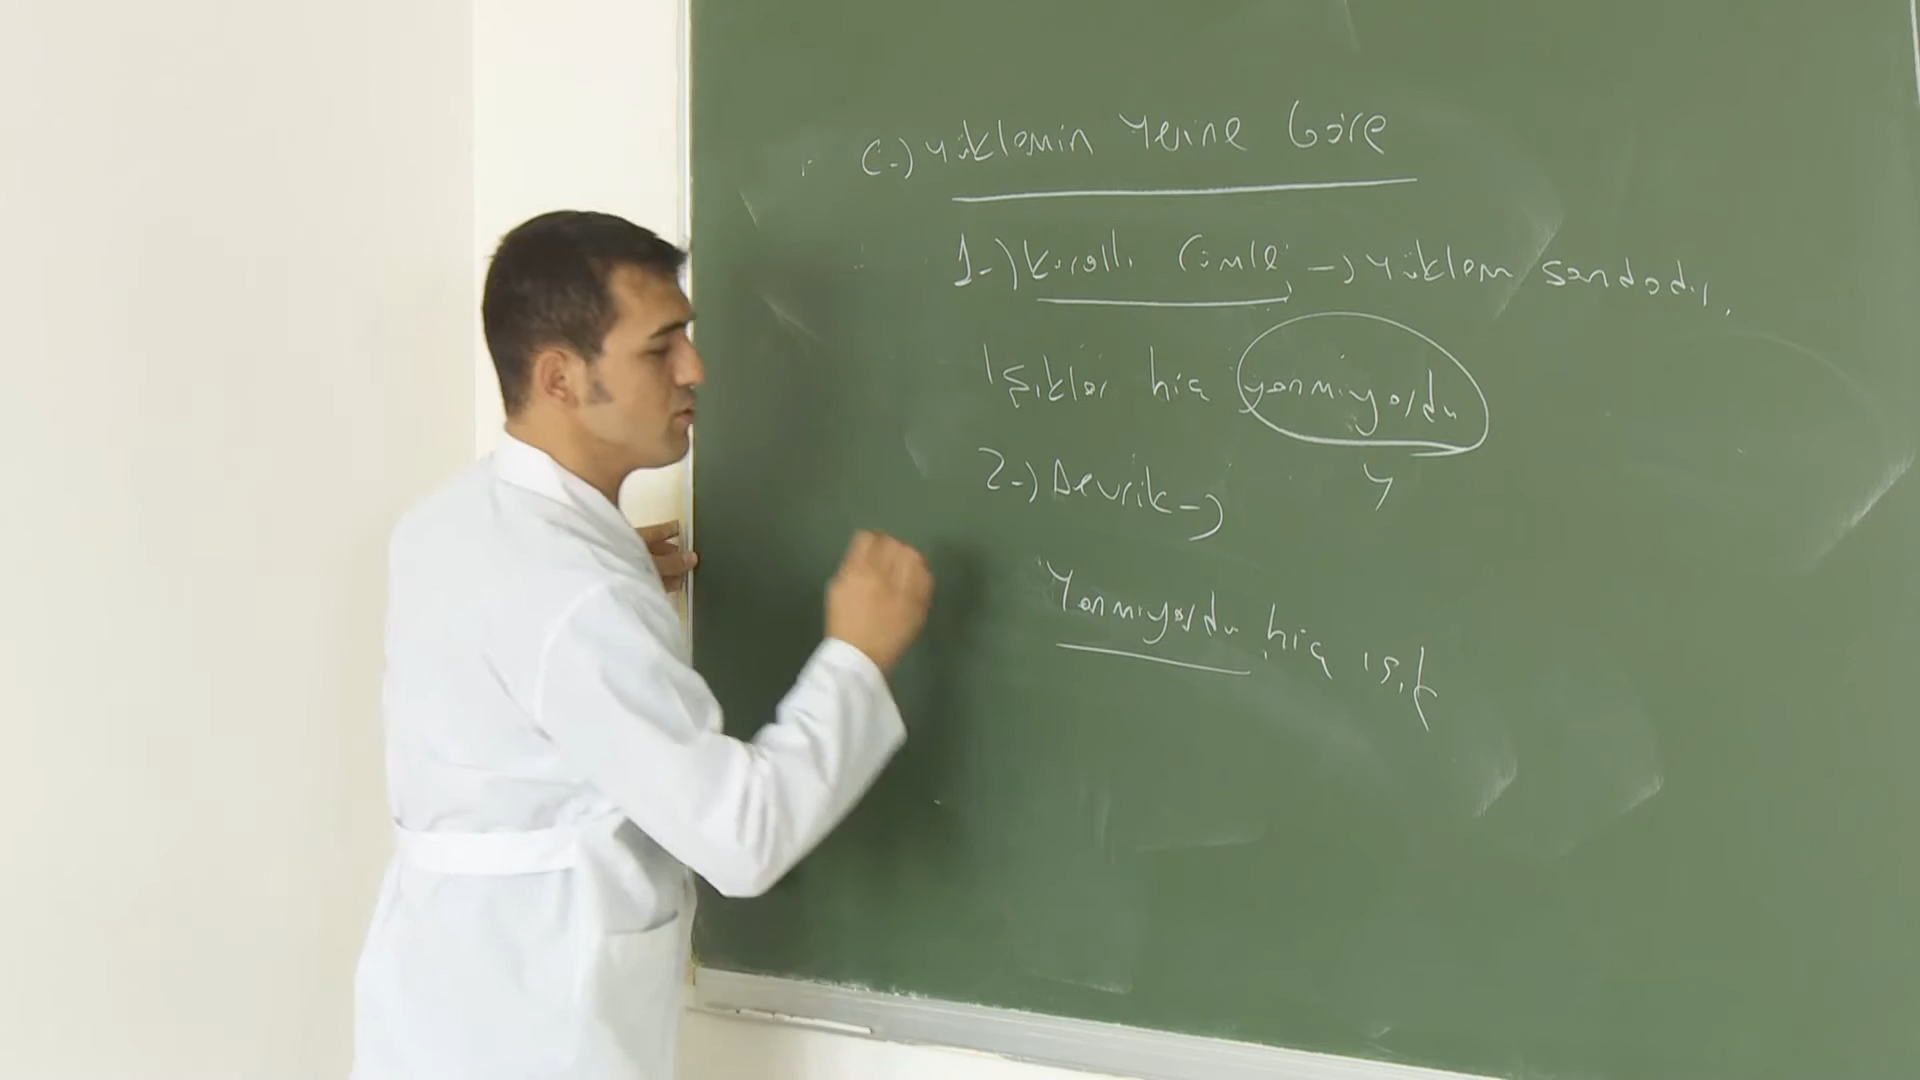 C-) Yüklemin Yerine Göre
1-) Kurallı Cümle -> Yüklem sondadır.
Işıklar hiç yanmıyordu
Y
2-) Devrik ->
Yanmıyordu hiç ışık